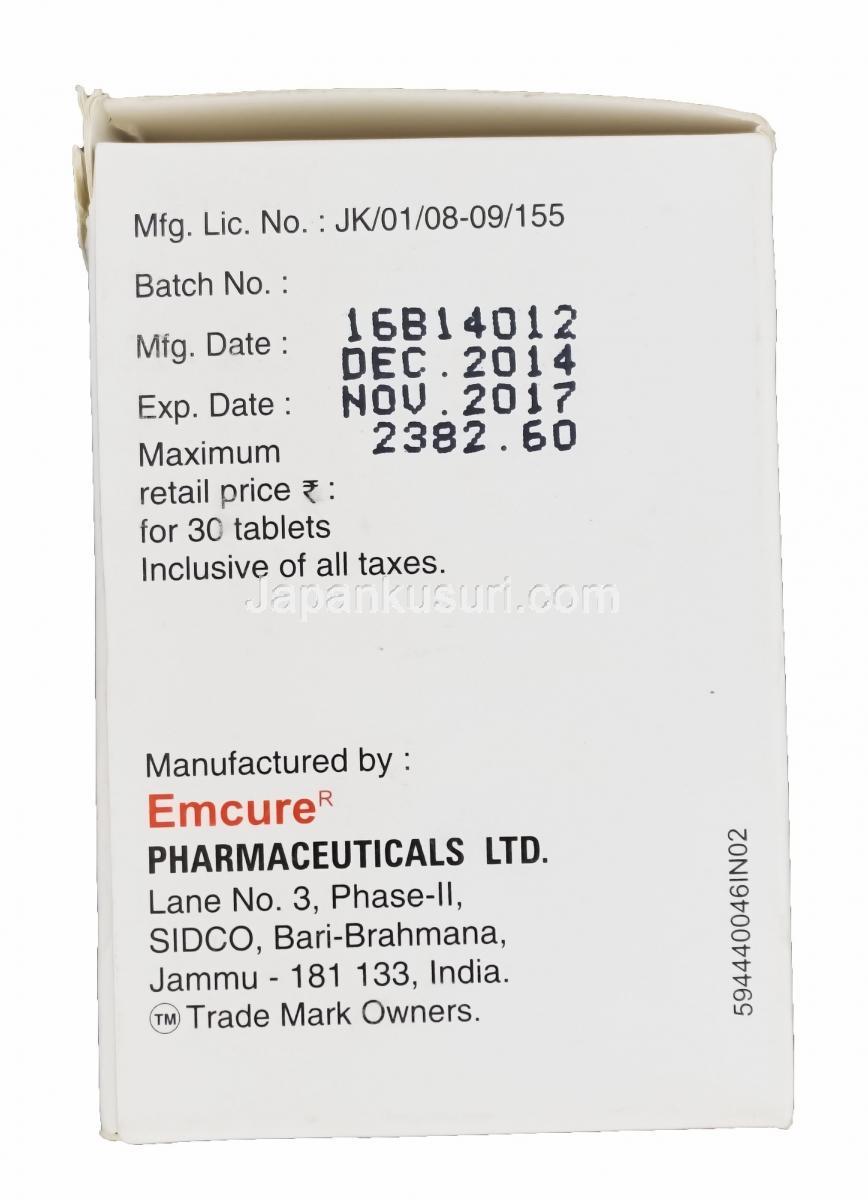 Mfg. Lic. No. : JK/01/08-09/155
Batch No. :
16B14012
Mfg. Date :
DEC.2014
Exp. Date :
NOV.2017
Maximum
2382.60
retail price ₹ :
for 30 tablets
Inclusive of all taxes.
Japankusuri.com
Manufactured by :
Emcure®
PHARMACEUTICALS LTD.
Lane No. 3, Phase-II,
SIDCO, Bari-Brahmana,
Jammu - 181 133, India.
TM Trade Mark Owners.
594440046IN02